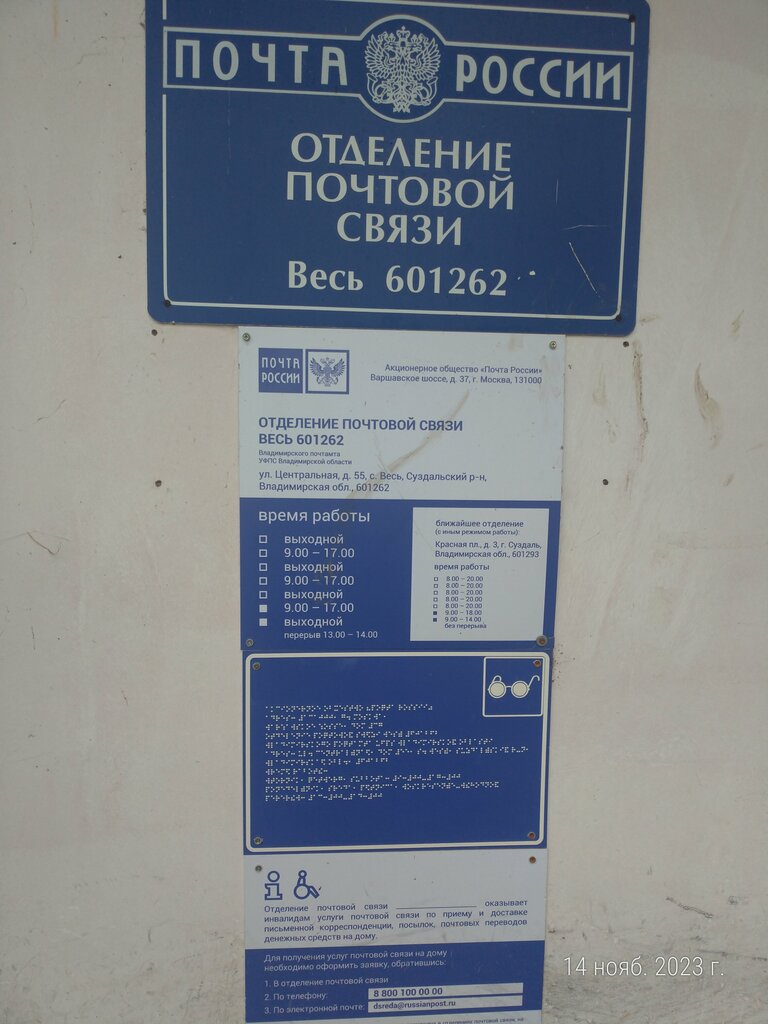 ПОЧТА РОССИИ
ОТДЕЛЕНИЕ
ПОЧТОВОЙ
СВЯЗИ
Весь 601262
ПОЧТА
РОССИИ
Акционерное общество «Почта России»
Варшавское шоссе, д. 37, г. Москва, 131000
ОТДЕЛЕНИЕ ПОЧТОВОЙ СВЯЗИ
ВЕСЬ 601262
Владимирского почтамта
УФПС Владимирской области
ул. Центральная, д. 55, с. Весь, Суздальский р-н,
Владимирская обл., 601262
время работы
выходной
9.00 – 17.00
выходной
9.00 – 17.00
выходной
9.00 – 17.00
выходной
перерыв 13.00 – 14.00
ближайшее отделение
(с иным режимом работы):
Красная пл., д. 3, г. Суздаль,
Владимирская обл., 601293
время работы
8.00 – 20.00
8.00 – 20.00
8.00 – 20.00
8.00 – 20.00
8.00 – 20.00
9.00 – 18.00
9.00 – 14.00
без перерыва
Отделение почтовой связи ____________ оказывает
инвалидам услуги почтовой связи по приему и доставке
письменной корреспонденции, посылок, почтовых переводов
денежных средств на дому.
Для получения услуг почтовой связи на дому
необходимо оформить заявку, обратившись:
1. В отделение почтовой связи
2. По телефону: 8 800 100 00 00
3. По электронной почте: dsreda@russianpost.ru
14 нояб. 2023 г.